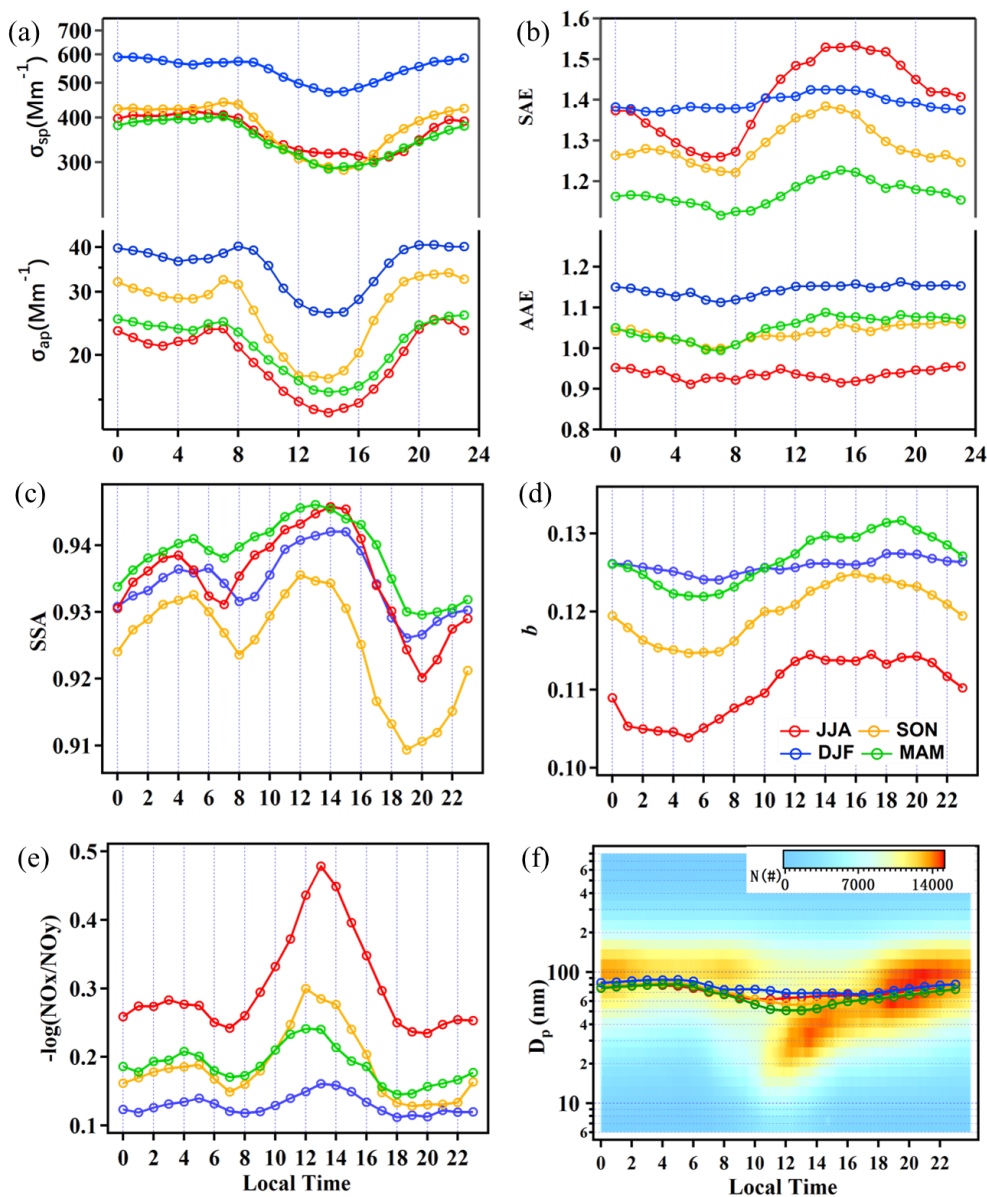 (a)
700
600
500
400
300
σsp(Mm⁻¹)
40
30
20
σap(Mm⁻¹)
0 4 8 12 16 20 24
(b)
1.6
1.5
1.4
1.3
1.2
SAE
1.2
1.1
1.0
0.9
0.8
AAE
0 4 8 12 16 20 23
(c)
0.94
0.93
0.92
0.91
SSA
0 2 4 6 8 10 12 14 16 18 20 22
(d)
0.13
0.12
0.11
0.10
b
JJA SON
DJF MAM
0 2 4 6 8 10 12 14 16 18 20 22
(e)
0.5
0.4
0.3
0.2
0.1
-log(NOx/NOy)
0 2 4 6 8 10 12 14 16 18 20 22
Local Time
(f)
N(#)
0 7000 14000
6
4
2
100
6
4
2
10
6
Dp (nm)
0 2 4 6 8 10 12 14 16 18 20 22
Local Time